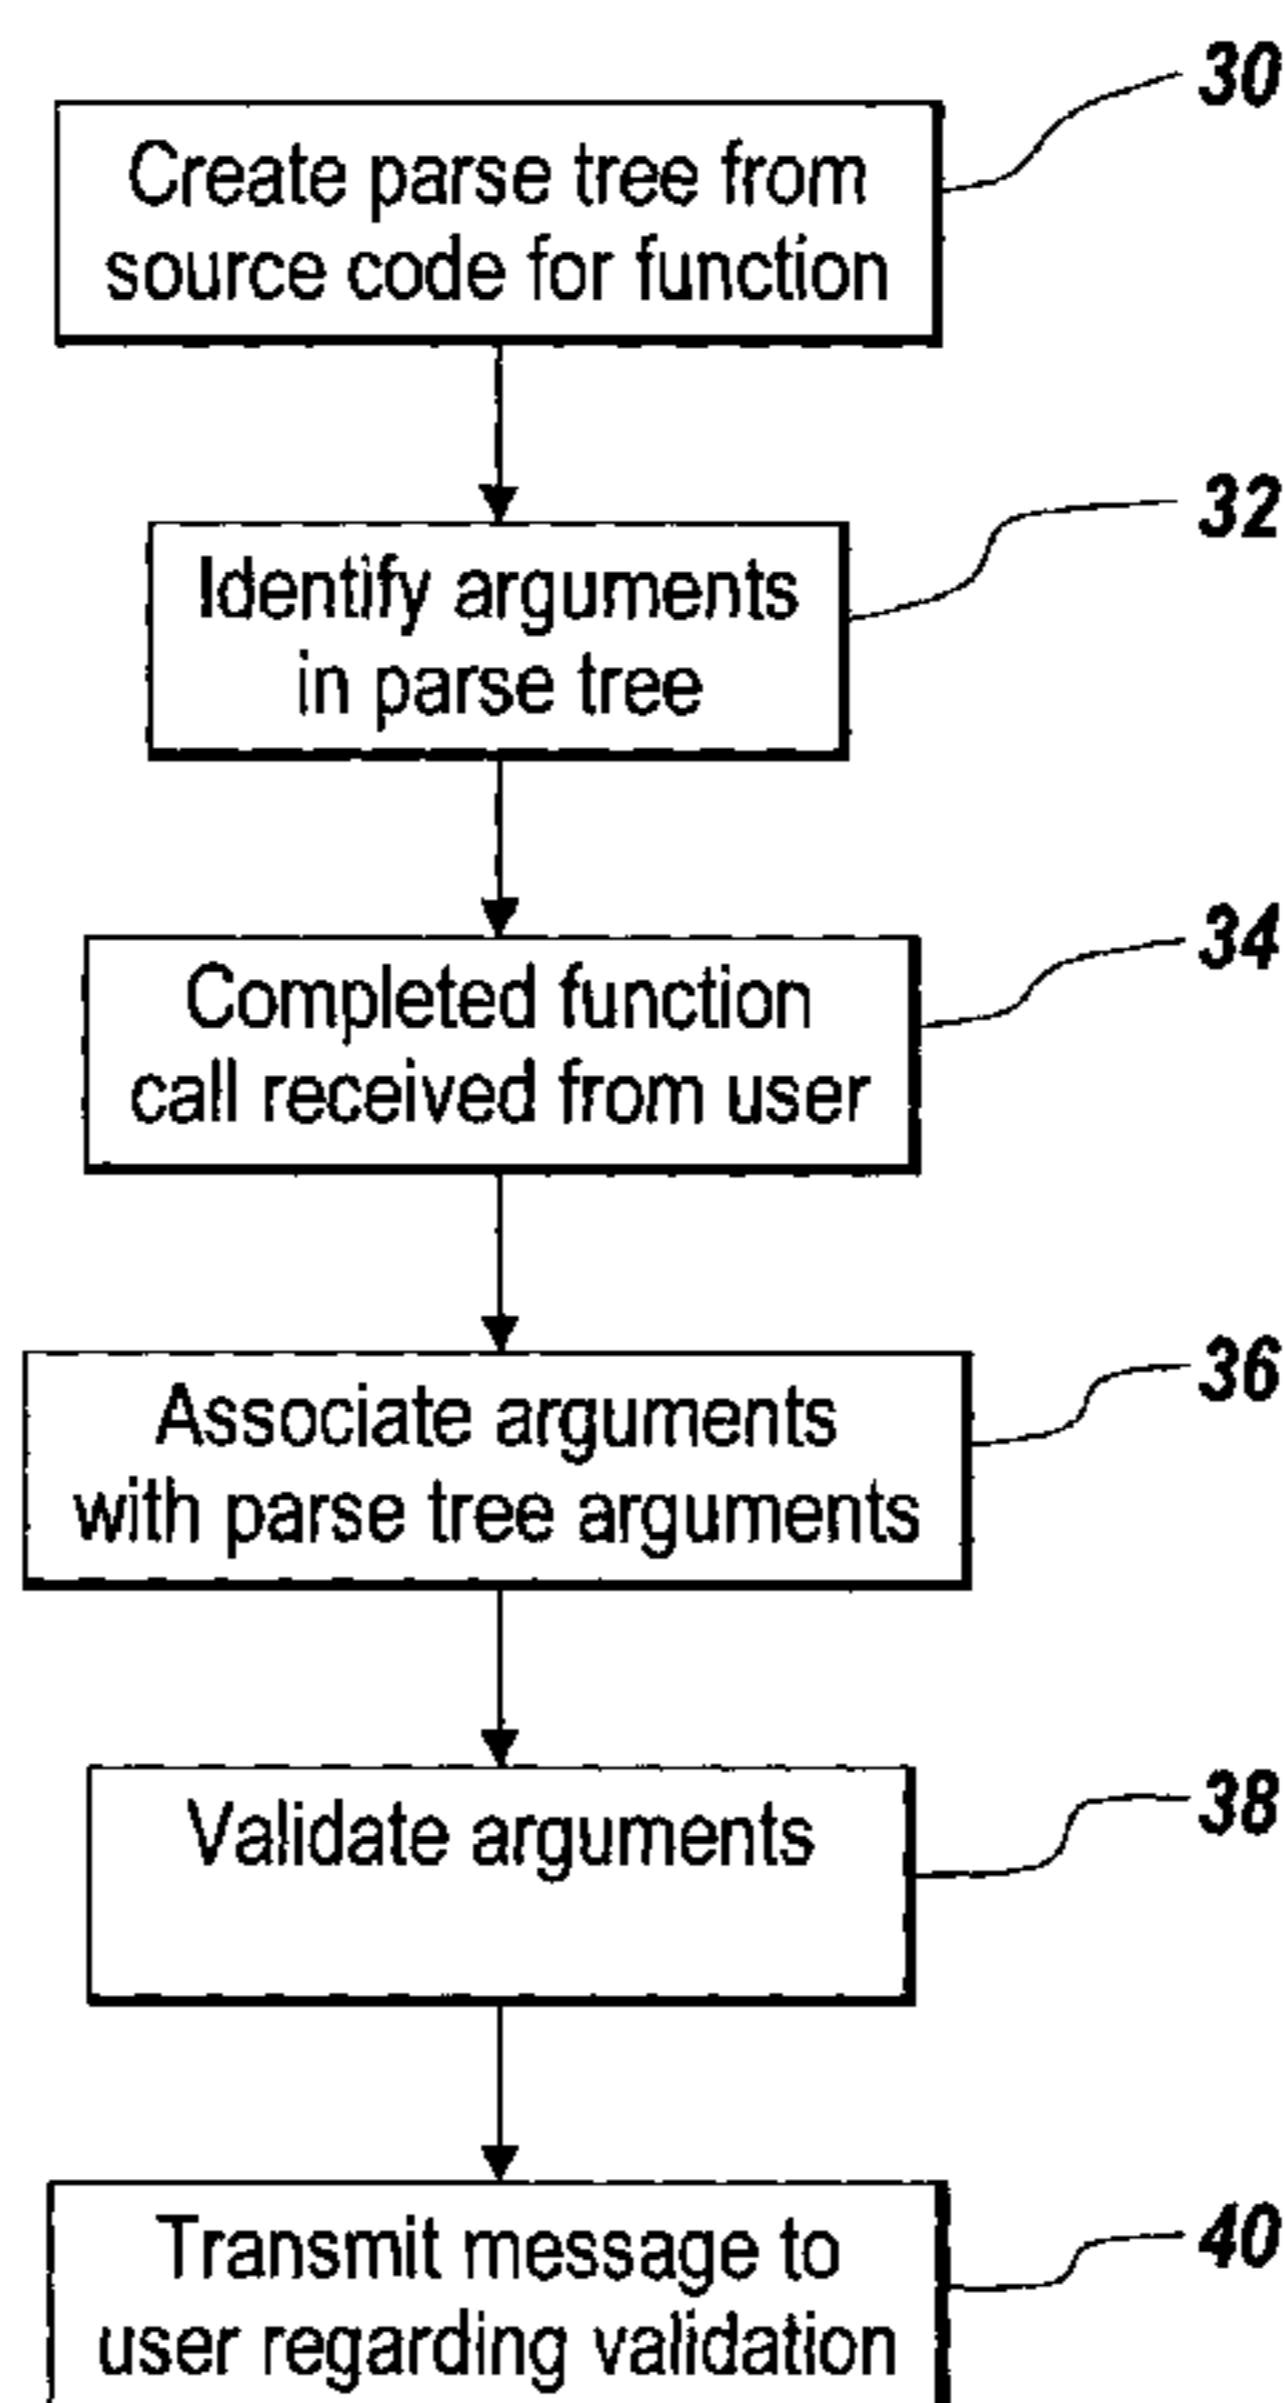 30
Create parse tree from
source code for function
32
Identify arguments
in parse tree
34
Completed function
call received from user
36
Associate arguments
with parse tree arguments
38
Validate arguments
40
Transmit message to
user regarding validation